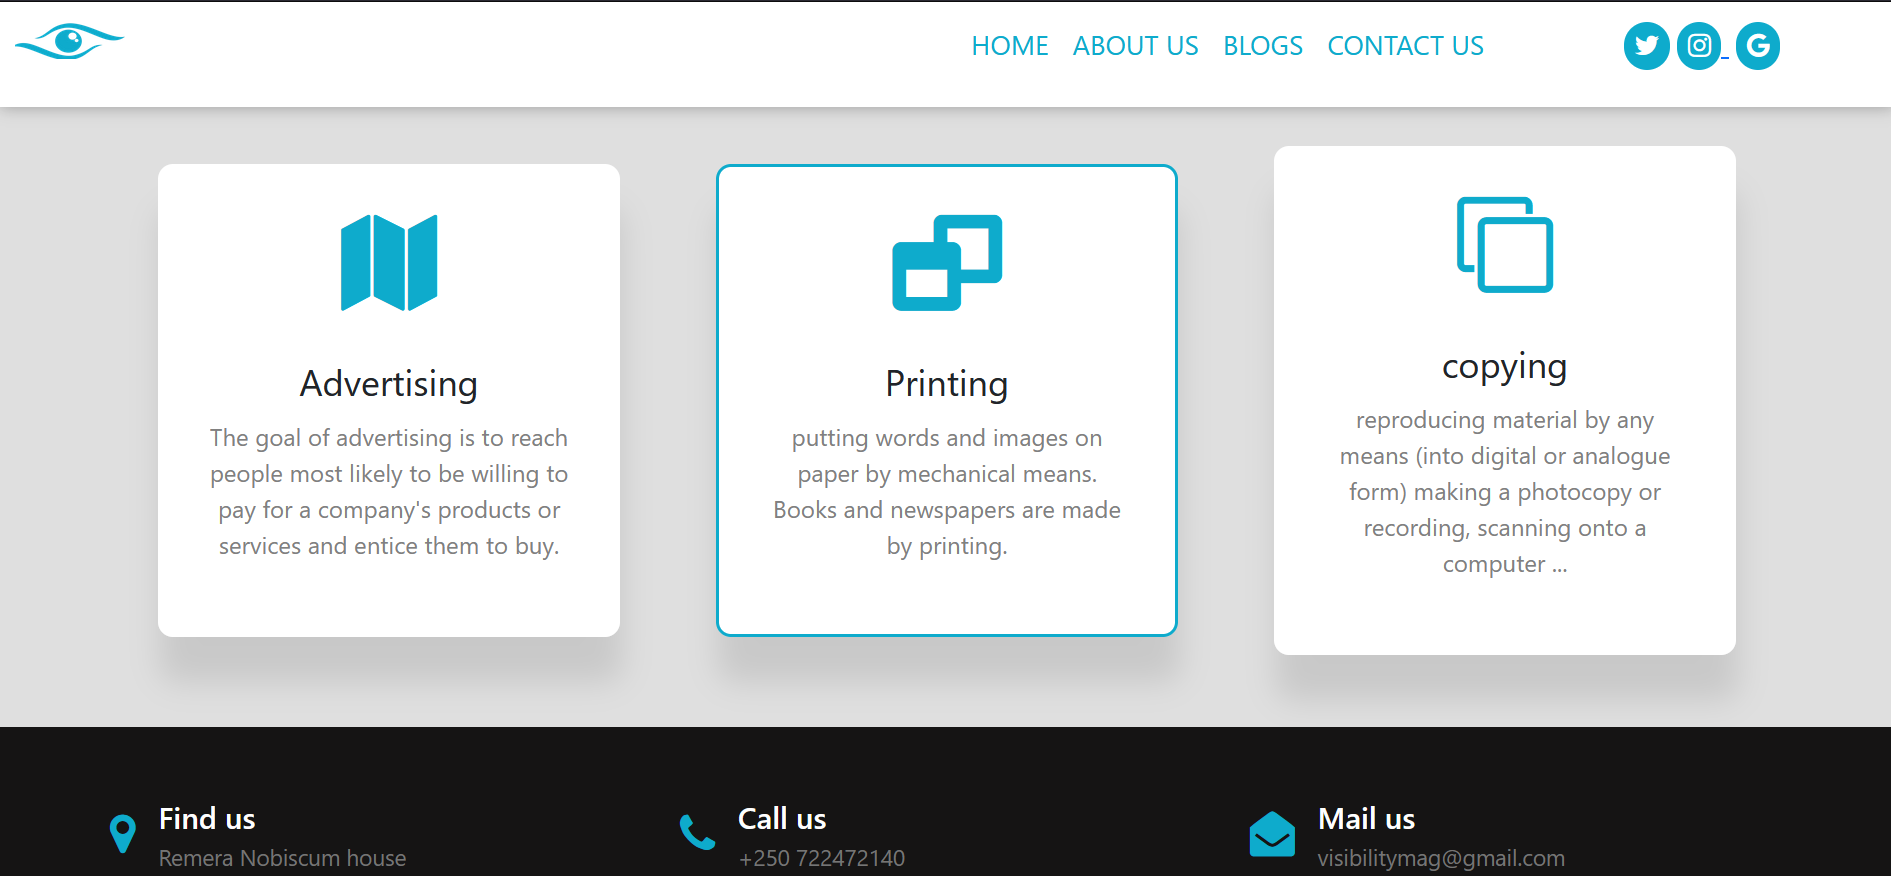 HOME ABOUT US BLOGS CONTACT US
Advertising
The goal of advertising is to reach
people most likely to be willing to
pay for a company's products or
services and entice them to buy.
Printing
putting words and images on
paper by mechanical means.
Books and newspapers are made
by printing.
copying
reproducing material by any
means (into digital or analogue
form) making a photocopy or
recording, scanning onto a
computer ...
Find us
Remera Nobiscum house
Call us
+250 722472140
Mail us
visibilitymag@gmail.com